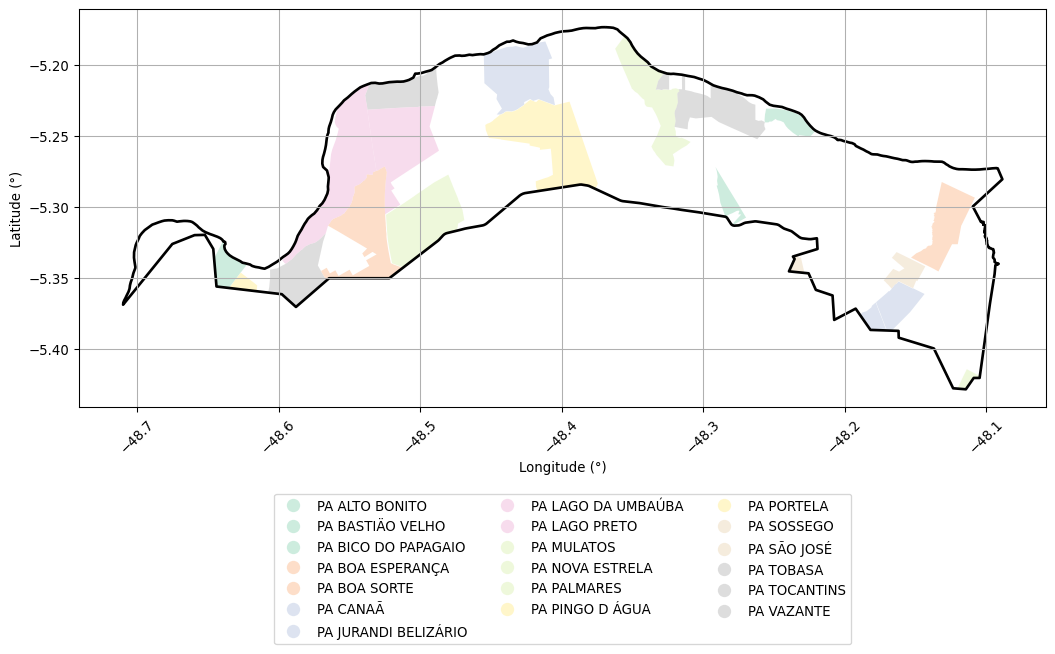 −5.20
−5.25
−5.30
−5.35
−5.40
Latitude (°)
−48.7
−48.6
−48.5
−48.4
−48.3
−48.2
−48.1
Longitude (°)
PA ALTO BONITO
PA BASTIÃO VELHO
PA BICO DO PAPAGAIO
PA BOA ESPERANÇA
PA BOA SORTE
PA CANAÃ
PA JURANDI BELIZÁRIO
PA LAGO DA UMBAÚBA
PA LAGO PRETO
PA MULATOS
PA NOVA ESTRELA
PA PALMARES
PA PINGO D ÁGUA
PA PORTELA
PA SOSSEGO
PA SÃO JOSÉ
PA TOBASA
PA TOCANTINS
PA VAZANTE